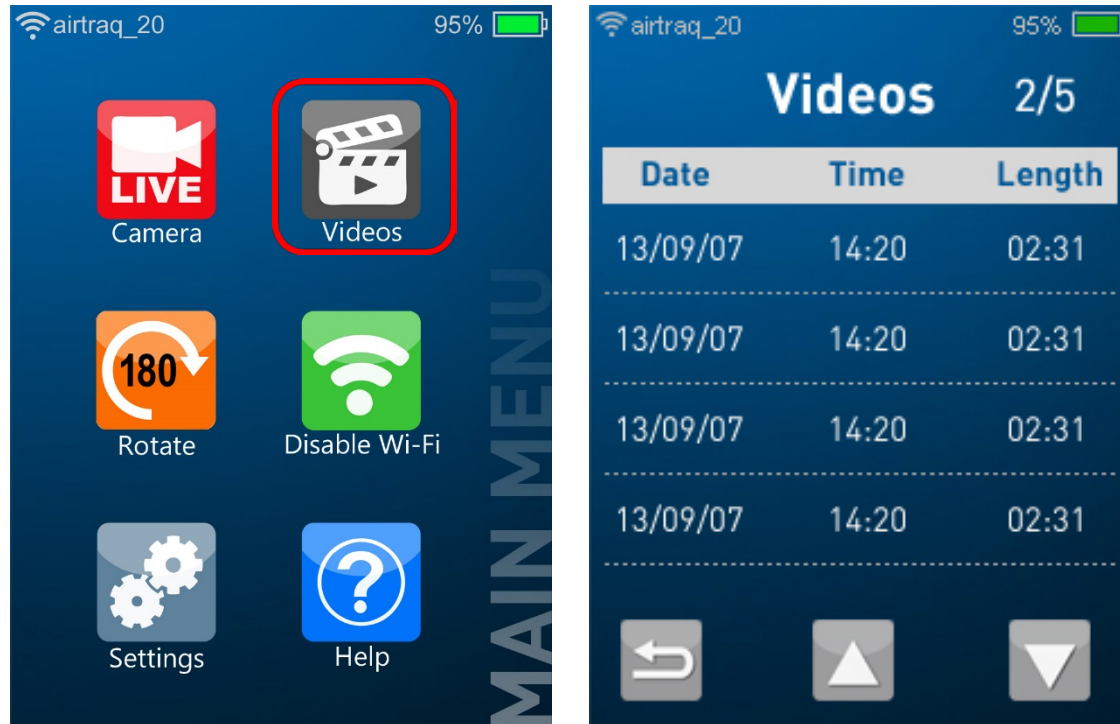 airtraq_20 95%
LIVE
Camera Videos
180
Rotate Disable Wi-Fi
?
Settings Help
MAIN MENU
airtraq_20 95%
Videos 2/5
Date Time Length
13/09/07 14:20 02:31
13/09/07 14:20 02:31
13/09/07 14:20 02:31
13/09/07 14:20 02:31